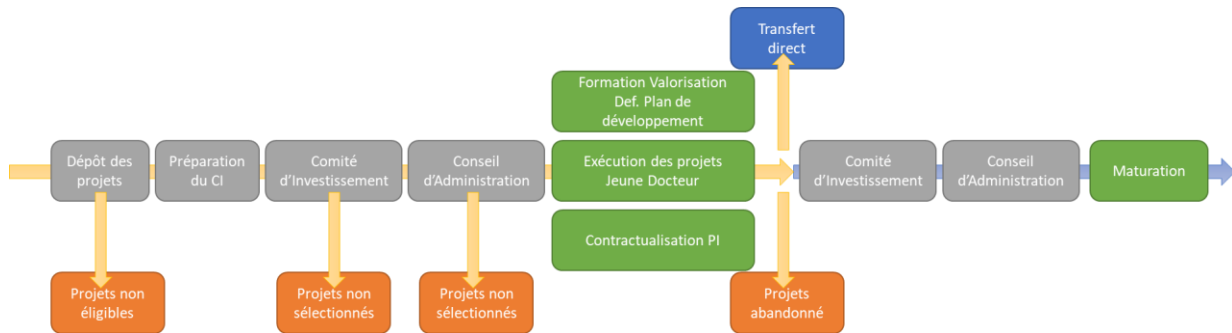 Transfert
direct
Formation Valorisation
Def. Plan de
développement
Dépôt des
projets
Préparation
du CI
Comité
d'Investissement
Conseil
d'Administration
Exécution des projets
Jeune Docteur
Comité
d'Investissement
Conseil
d'Administration
Maturation
Contractualisation PI
Projets non
éligibles
Projets non
sélectionnés
Projets non
sélectionnés
Projets
abandonné